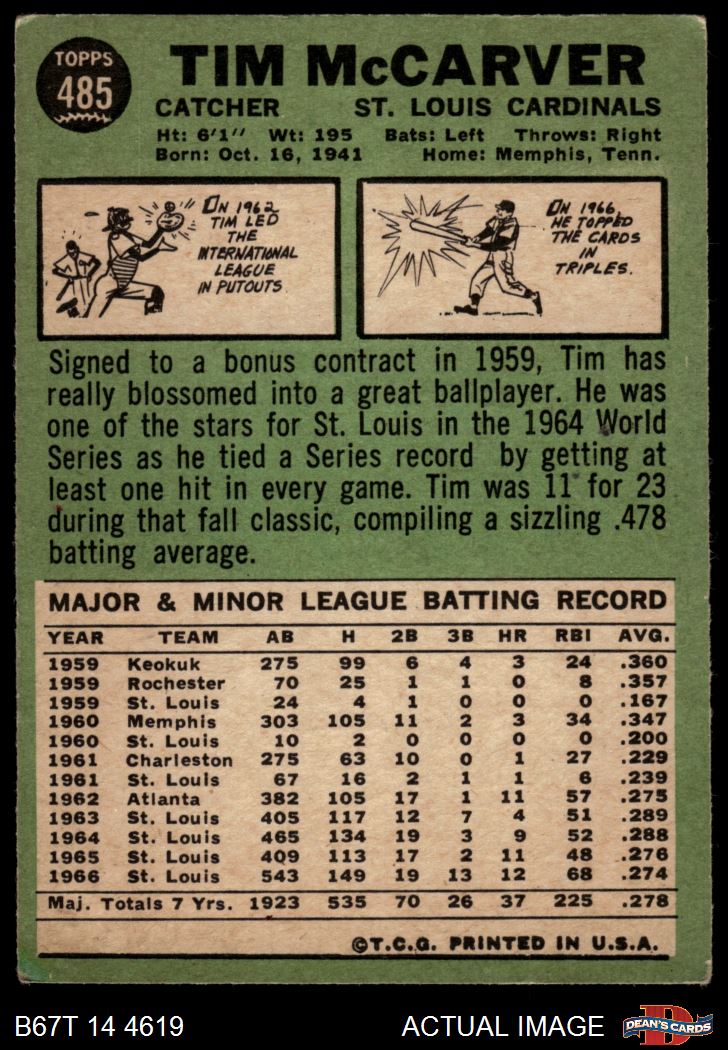 TOPPS
485
TIM McCARVER
CATCHER ST. LOUIS CARDINALS
Ht: 6'1" Wt: 195 Bats: Left Throws: Right
Born: Oct. 16, 1941 Home: Memphis, Tenn.
ON 1962,
TIM LED
THE
INTERNATIONAL
LEAGUE
IN PUTOUTS
ON 1966,
HE TOPPED
THE CARDS
IN
TRIPLES.
Signed to a bonus contract in 1959, Tim has
really blossomed into a great ballplayer. He was
one of the stars for St. Louis in the 1964 World
Series as he tied a Series record by getting at
least one hit in every game. Tim was 11 for 23
during that fall classic, compiling a sizzling .478
batting average.
MAJOR & MINOR LEAGUE BATTING RECORD
YEAR TEAM AB H 2B 3B HR RBI AVG.
1959 Keokuk 275 99 6 4 3 24 .360
1959 Rochester 70 25 1 1 0 8 .357
1959 St. Louis 24 4 1 0 0 0 .167
1960 Memphis 303 105 11 2 3 34 .347
1960 St. Louis 10 2 0 0 0 0 .200
1961 Charleston 275 63 10 0 1 27 .229
1961 St. Louis 67 16 2 1 1 6 .239
1962 Atlanta 382 105 17 1 11 57 .275
1963 St. Louis 405 117 12 7 4 51 .289
1964 St. Louis 465 134 19 3 9 52 .288
1965 St. Louis 409 113 17 2 11 48 .276
1966 St. Louis 543 149 19 13 12 68 .274
Maj. Totals 7 Yrs. 1923 535 70 26 37 225 .278
©T.C.G. PRINTED IN U.S.A.
B67T 14 4619 ACTUAL IMAGE
D
DEAN'S CARDS